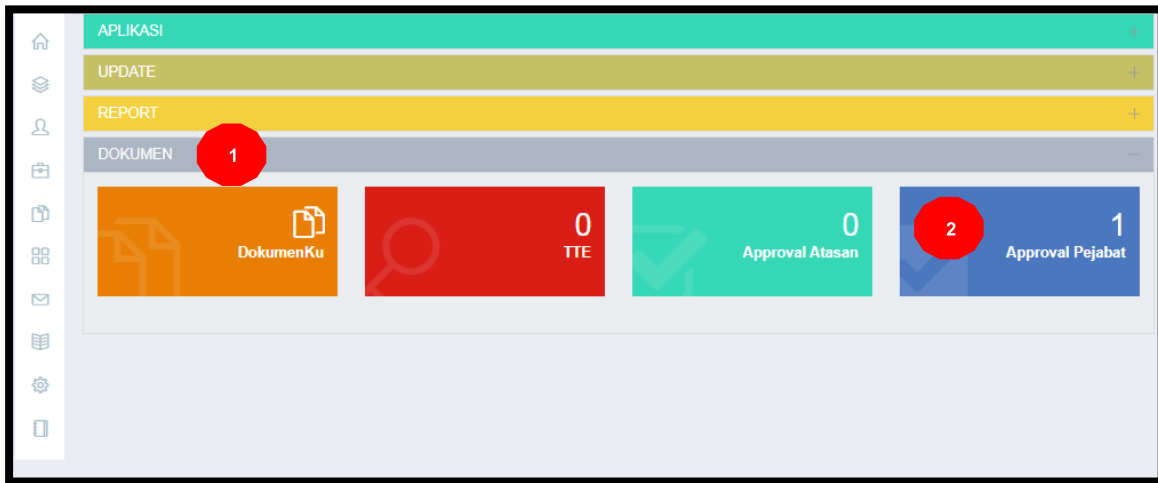 APLIKASI
UPDATE
REPORT
DOKUMEN
1
DokumenKu
0
TTE
0
Approval Atasan
2
1
Approval Pejabat